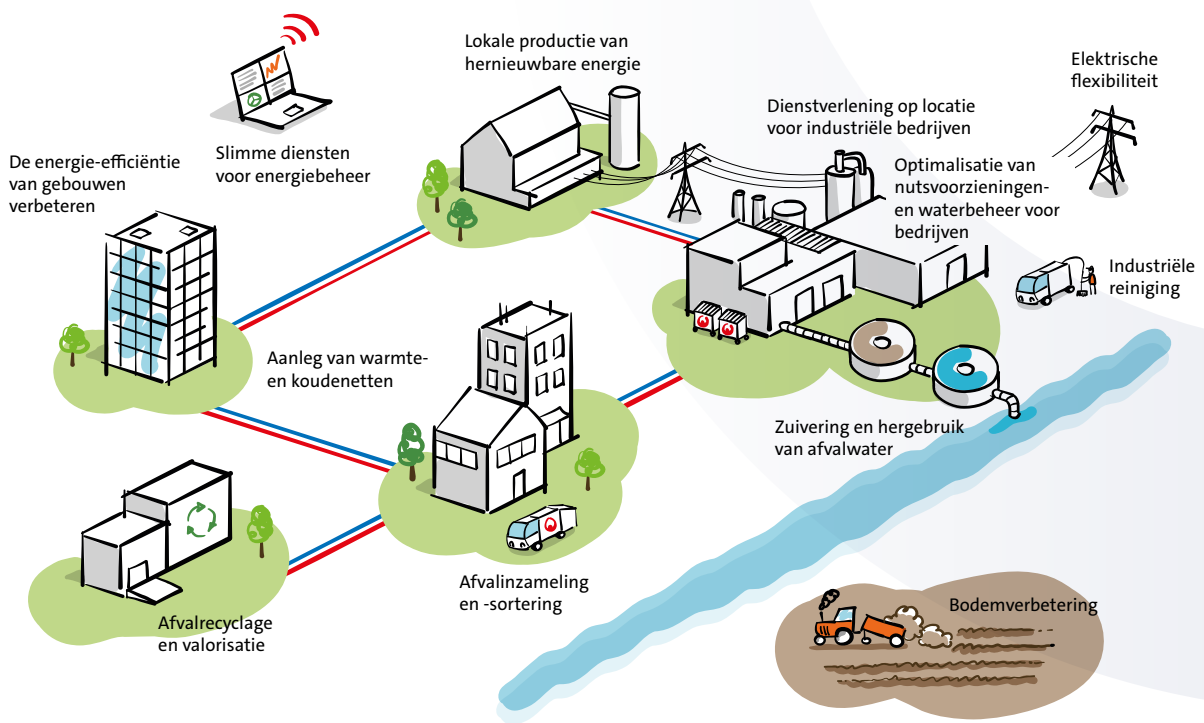 Lokale productie van
hernieuwbare energie
Elektrische
flexibiliteit
Dienstverlening op locatie
voor industriële bedrijven
De energie-efficiëntie
van gebouwen
verbeteren
Slimme diensten
voor energiebeheer
Optimalisatie van
nutsvoorzieningen-
en waterbeheer voor
bedrijven
Industriële
reiniging
Aanleg van warmte-
en koudenetten
Zuivering en hergebruik
van afvalwater
Afvalinzameling
en -sortering
Afvalrecyclage
en valorisatie
Bodemverbetering